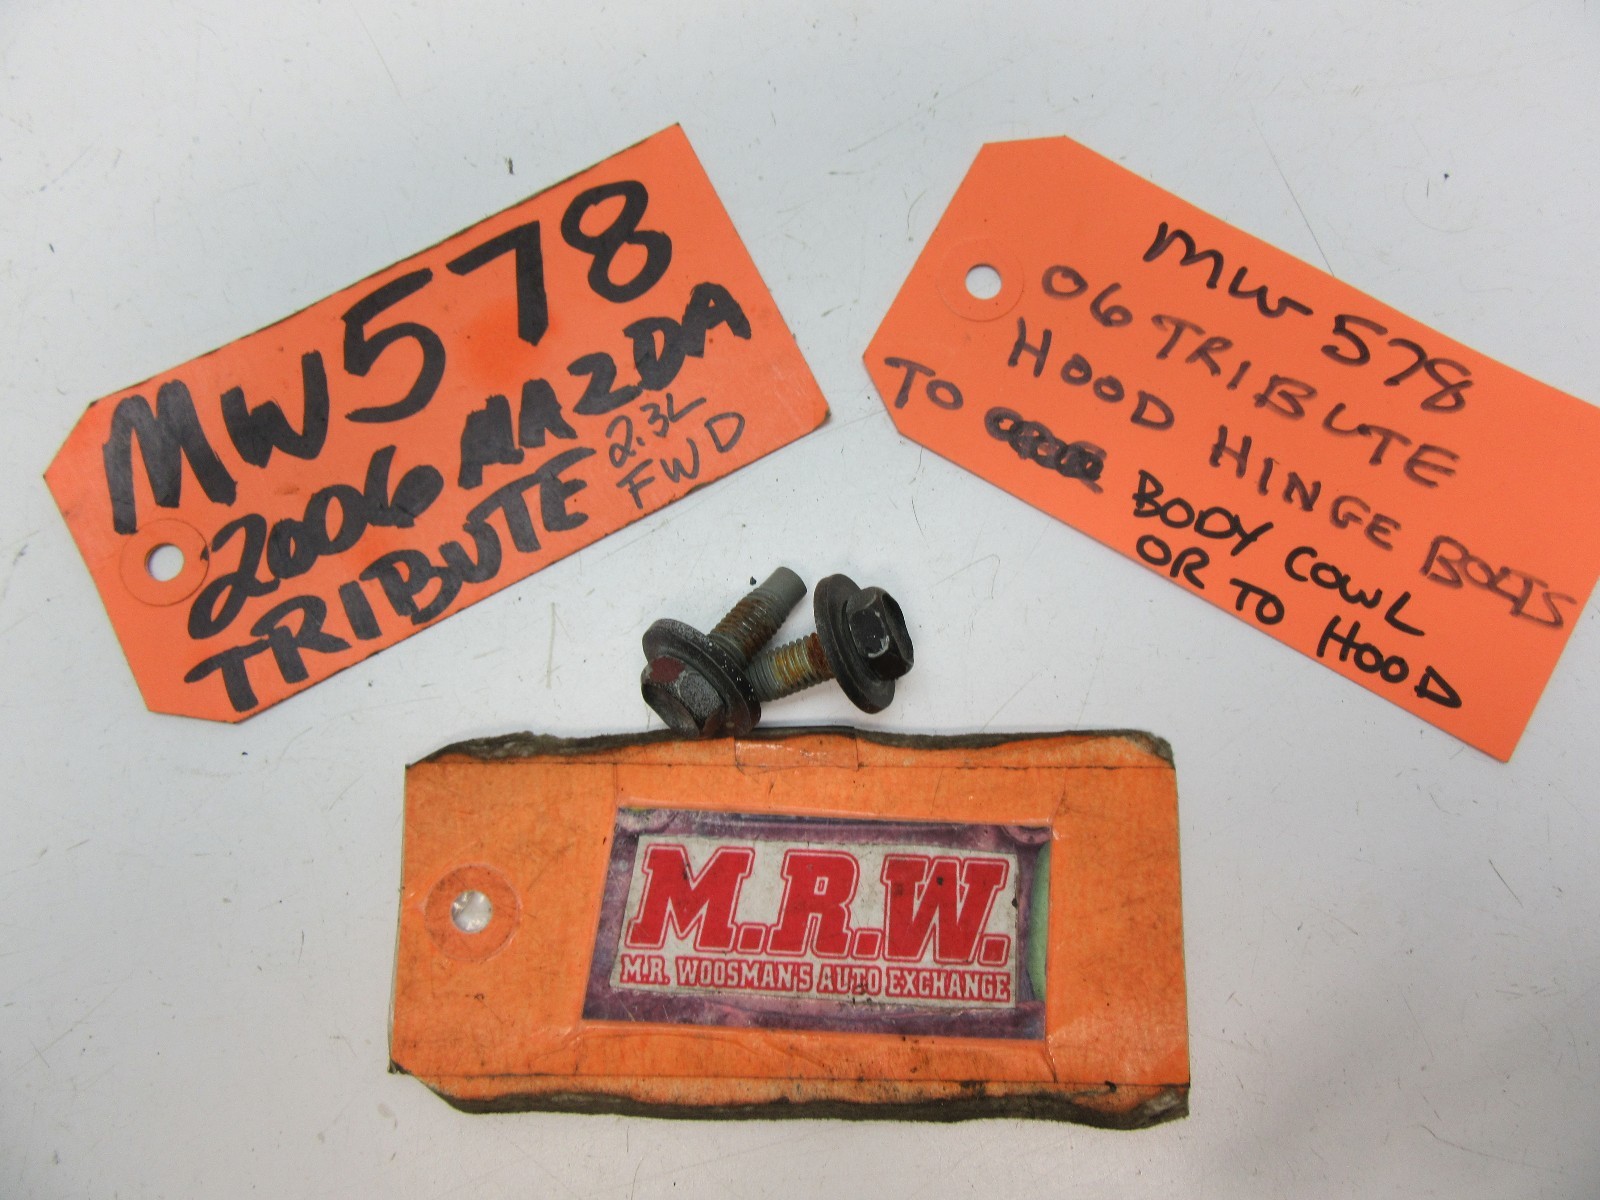 MW578
2006 MAZDA
TRIBUTE
2.3L
FWD
MW 578
06 TRIBUTE
HOOD HINGE BOLTS
TO BODY COWL
OR TO HOOD
M.R.W.
M.R. WOOSMAN'S AUTO EXCHANGE